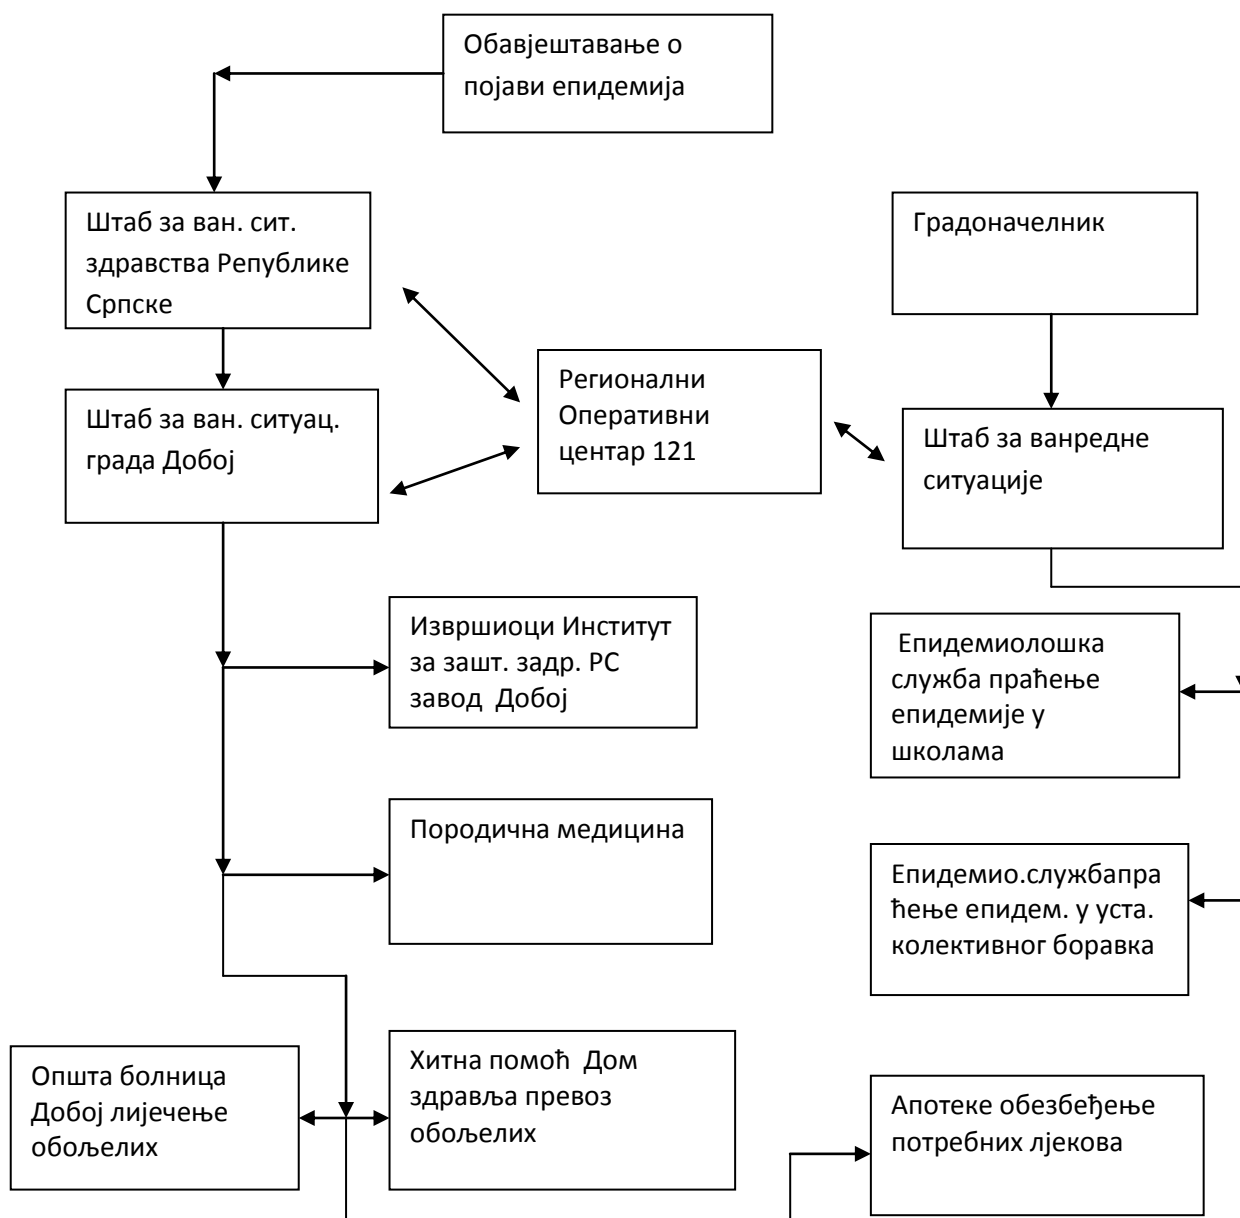 Обавјештавање о
појави епидемија
Штаб за ван. сит.
здравства Републике
Српске
Градоначелник
Регионални
Оперативни
центар 121
Штаб за ван. ситуац.
града Добој
Штаб за ванредне
ситуације
Извршиоци Институт
за зашт. задр. РС
завод  Добој
Епидемиолошка
служба праћење
епидемије у
школама
Породична медицина
Епидемио.службапра
ћење епидем. у уста.
колективног боравка
Општа болница
Добој лијечење
обољелих
Хитна помоћ  Дом
здравља превоз
обољелих
Апотеке обезбеђење
потребних лјекова